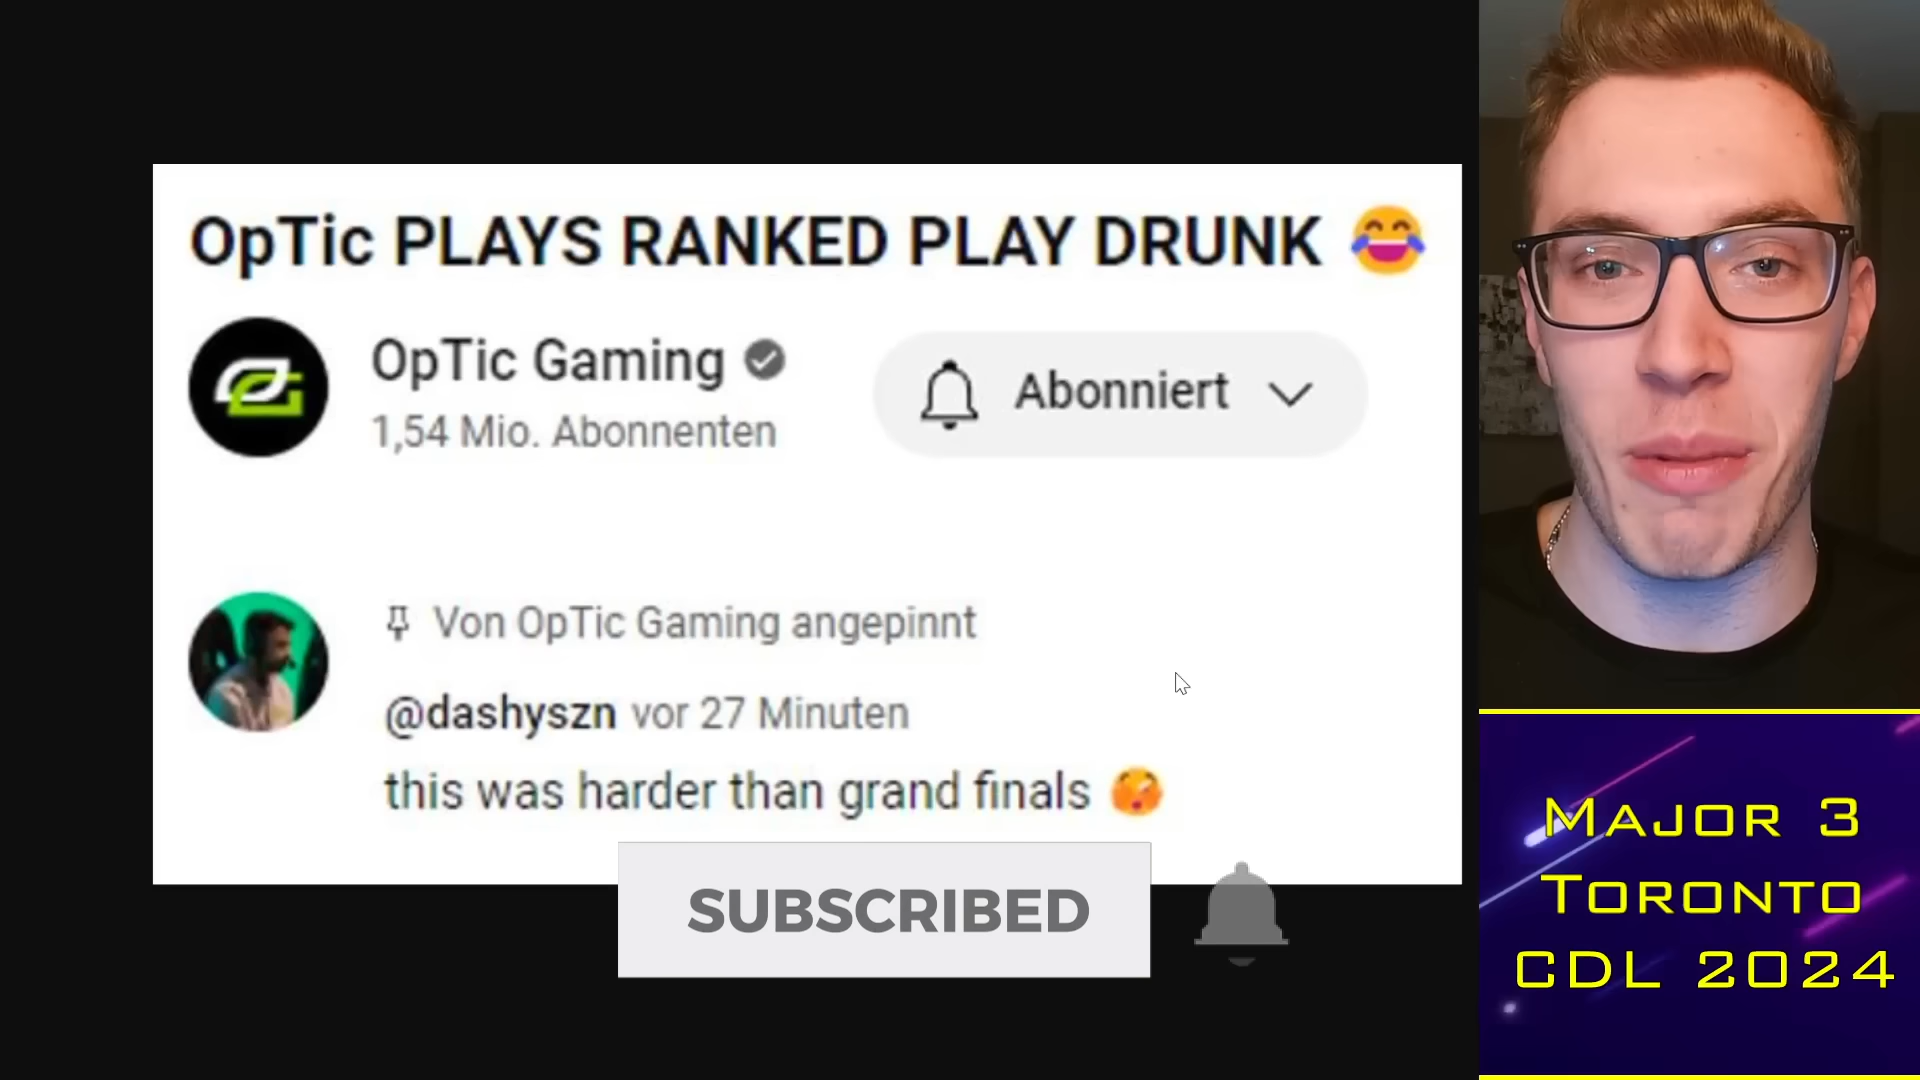 OpTic PLAYS RANKED PLAY DRUNK 😂
OpTic Gaming
1,54 Mio. Abonnenten
Abonniert
Von OpTic Gaming angepinnt
@dashyszn vor 27 Minuten
this was harder than grand finals
SUBSCRIBED
MAJOR 3
TORONTO
CDL 2024